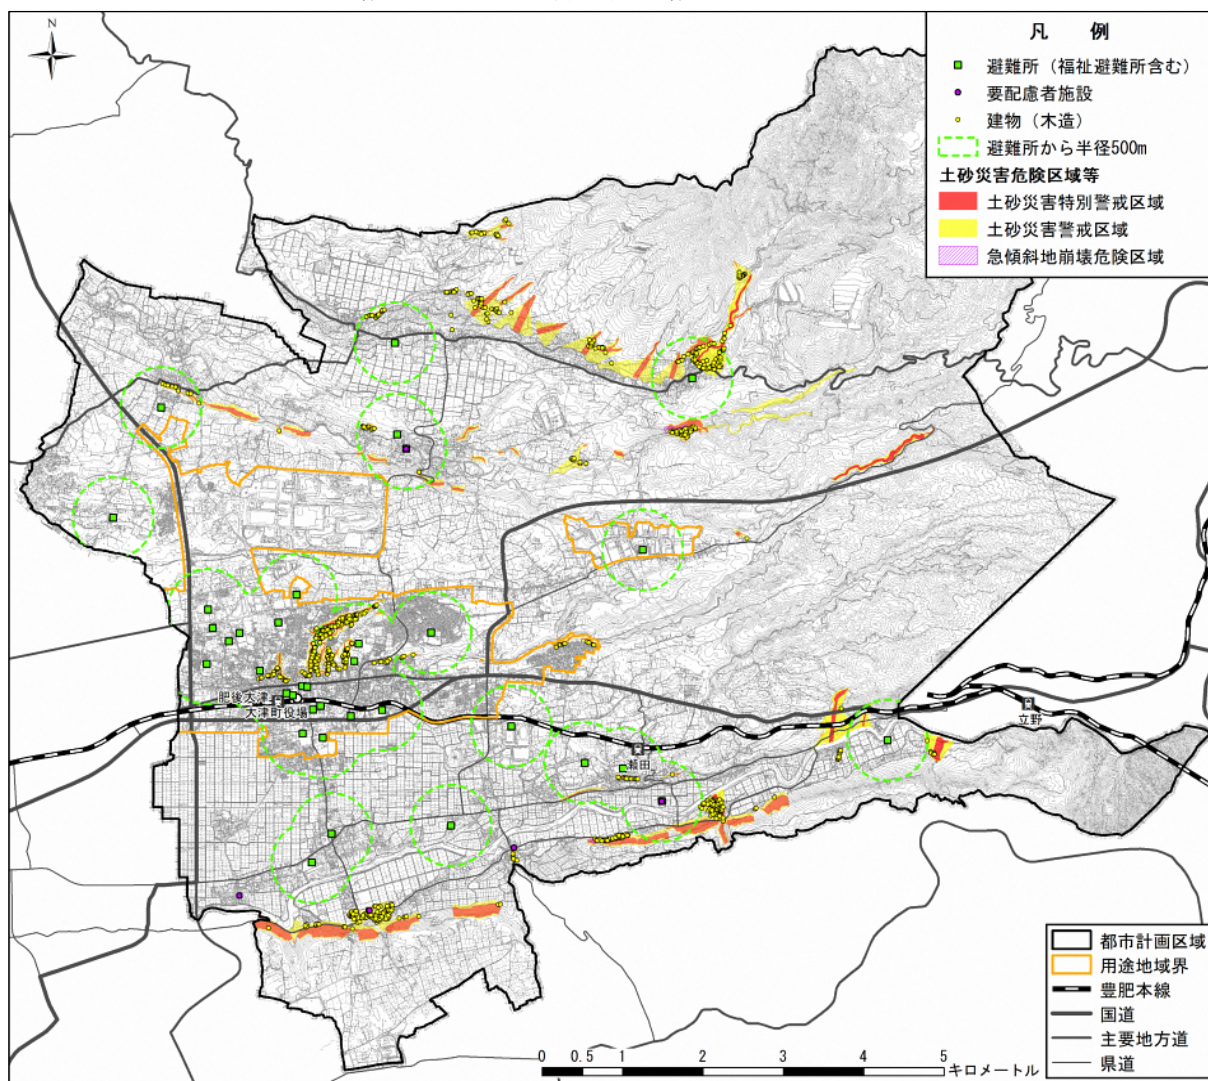 N
凡 例
避難所(福祉避難所含む)
要配慮者施設
建物(木造)
避難所から半径500m
土砂災害危険区域等
土砂災害特別警戒区域
土砂災害警戒区域
急傾斜地崩壊危険区域
肥後大津
大津町役場
瀬田
立野
都市計画区域
用途地域界
豊肥本線
国道
主要地方道
県道
0 0.5 1 2 3 4 5
キロメートル